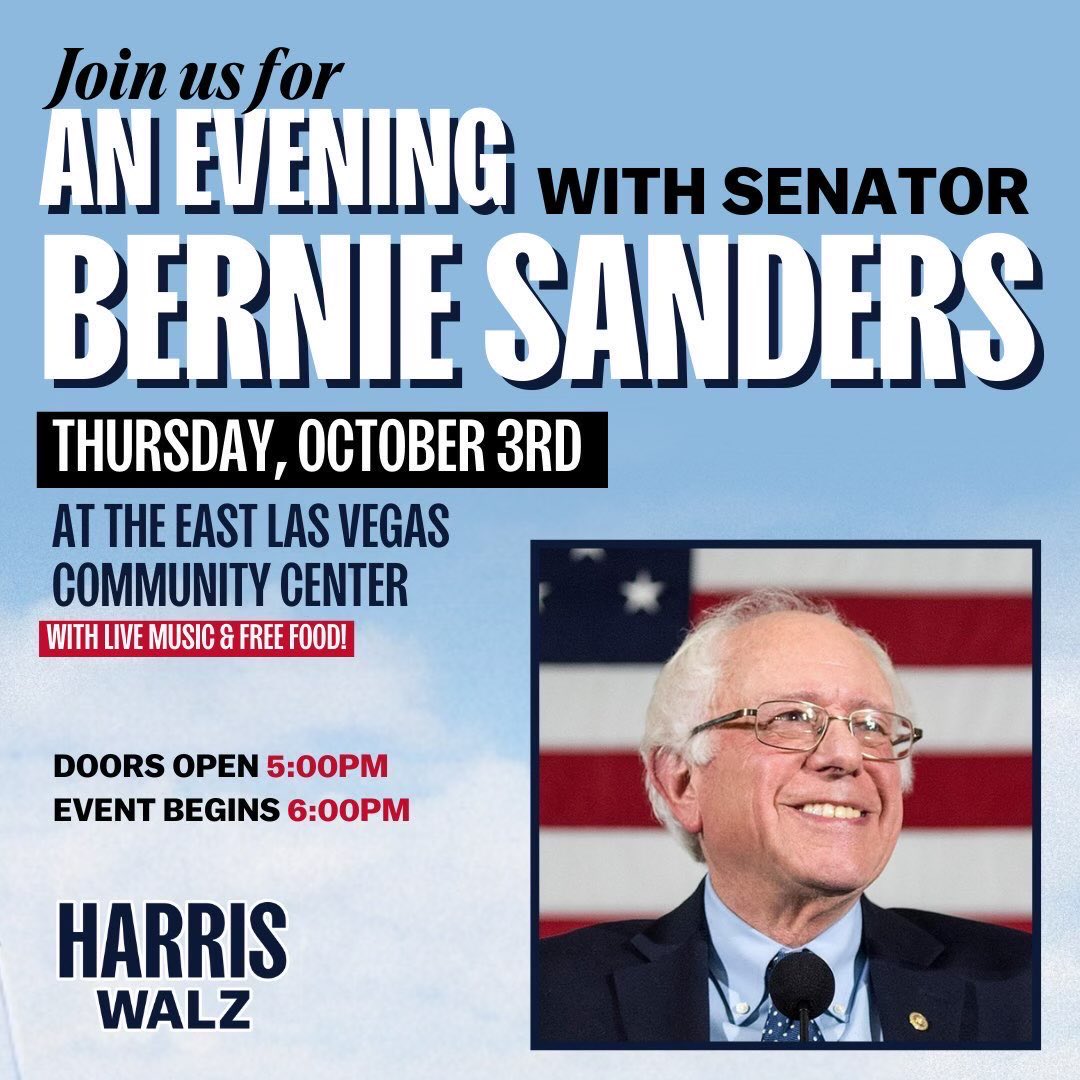 Join us for
AN EVENING WITH SENATOR
BERNIE SANDERS
THURSDAY, OCTOBER 3RD
AT THE EAST LAS VEGAS
COMMUNITY CENTER
WITH LIVE MUSIC & FREE FOOD!
DOORS OPEN 5:00PM
EVENT BEGINS 6:00PM
HARRIS
WALZ